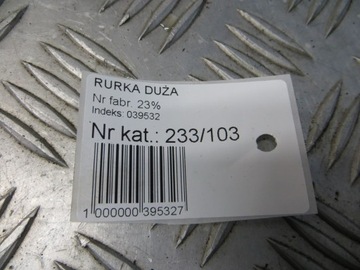 RURKA DUŻA
Nr fabr. 23%
Indeks: 039532
Nr kat.: 233/103
1 000000 395327